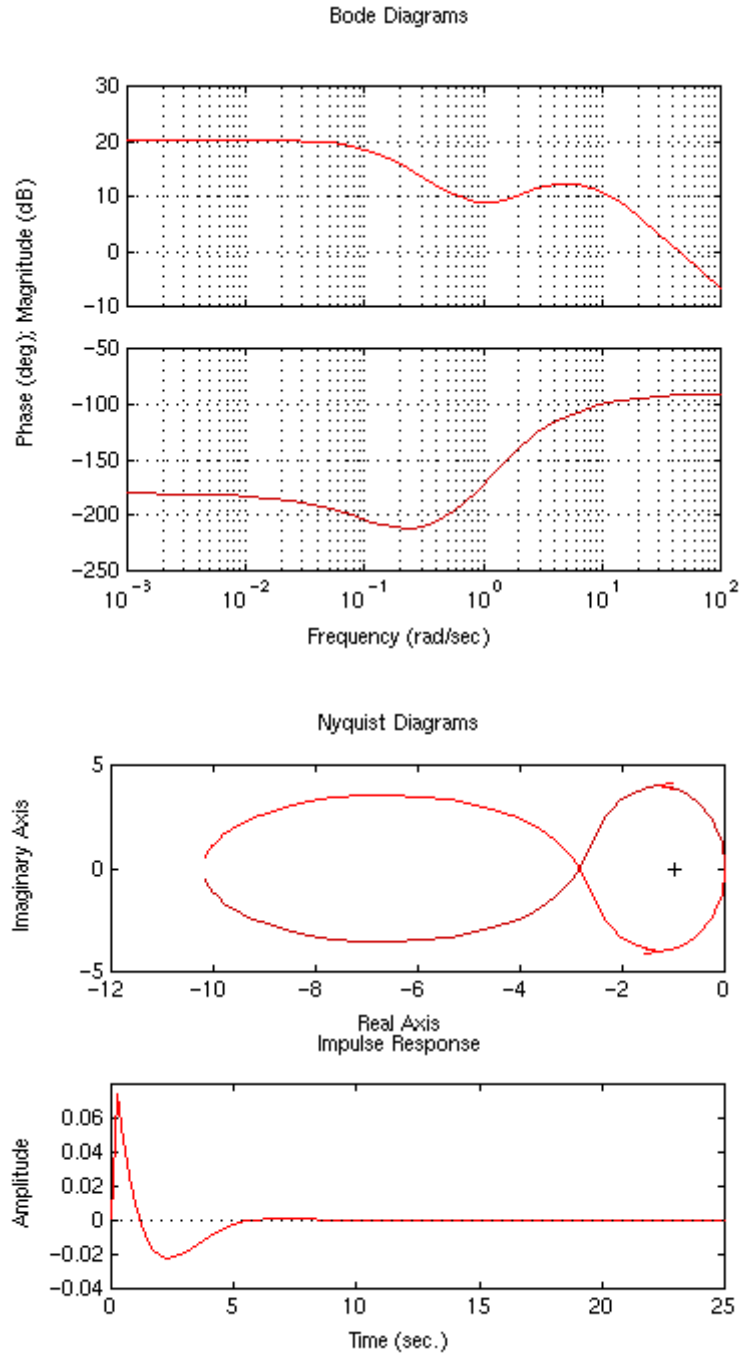 Bode Diagrams
30
20
10
0
-10
-50
-100
-150
-200
-250
10^-3 10^-2 10^-1 10^0 10^1 10^2
Phase (deg); Magnitude (dB)
Frequency (rad/sec)
Nyquist Diagrams
5
0
-5
Imaginary Axis
-12 -10 -8 -6 -4 -2 0
Real Axis
Impulse Response
0.06
0.04
0.02
0
-0.02
-0.04
Amplitude
0 5 10 15 20 25
Time (sec.)